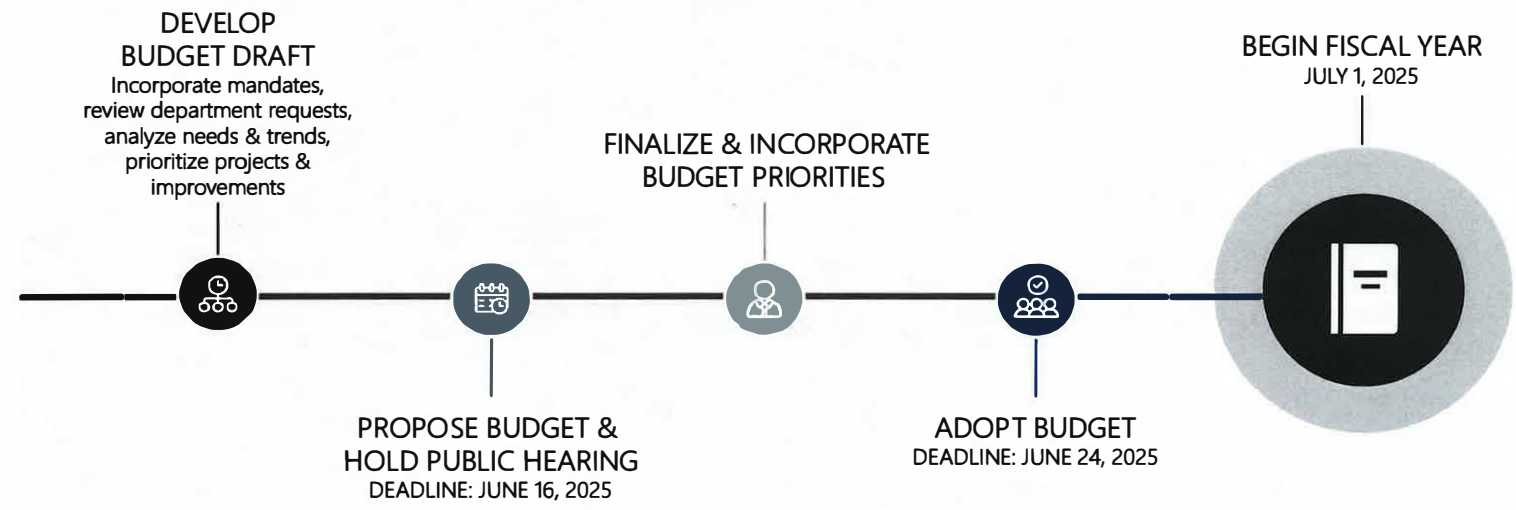 DEVELOP
BUDGET DRAFT
Incorporate mandates,
review department requests,
analyze needs & trends,
prioritize projects &
improvements
PROPOSE BUDGET &
HOLD PUBLIC HEARING
DEADLINE: JUNE 16, 2025
FINALIZE & INCORPORATE
BUDGET PRIORITIES
ADOPT BUDGET
DEADLINE: JUNE 24, 2025
BEGIN FISCAL YEAR
JULY 1, 2025